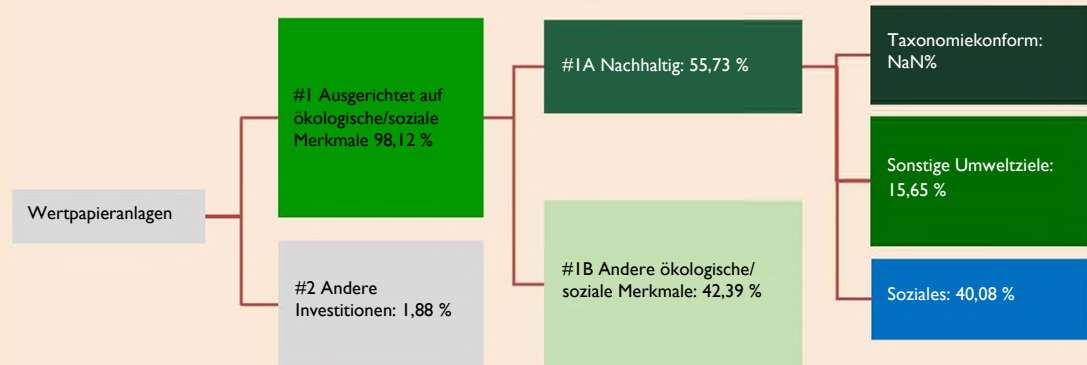 Wertpapieranlagen
#1 Ausgerichtet auf
ökologische/soziale
Merkmale 98,12 %
#2 Andere
Investitionen: 1,88 %
#1A Nachhaltig: 55,73 %
#1B Andere ökologische/
soziale Merkmale: 42,39 %
Taxonomiekonform:
NaN%
Sonstige Umweltziele:
15,65 %
Soziales: 40,08 %